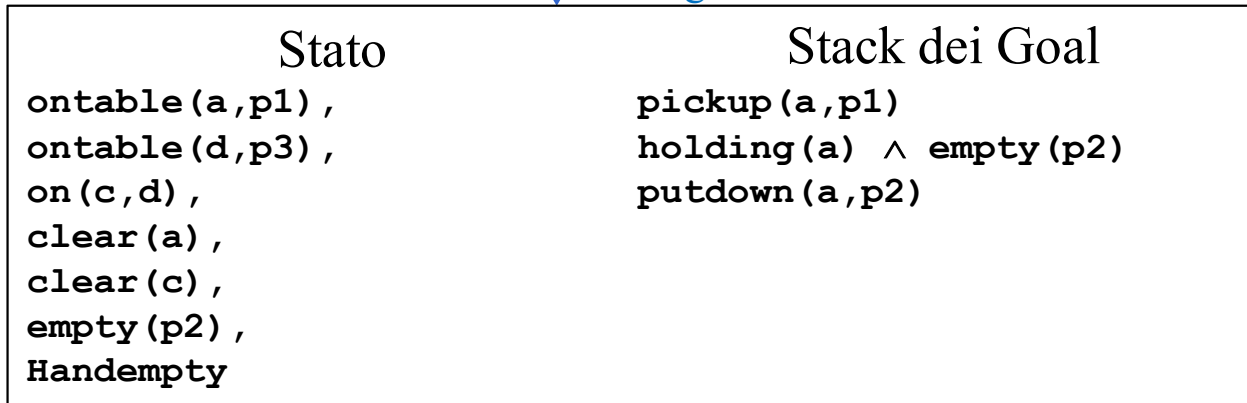 Stato
ontable(a,p1),
ontable(d,p3),
on(c,d),
clear(a),
clear(c),
empty(p2),
Handempty
Stack dei Goal
pickup(a,p1)
holding(a) ∧ empty(p2)
putdown(a,p2)